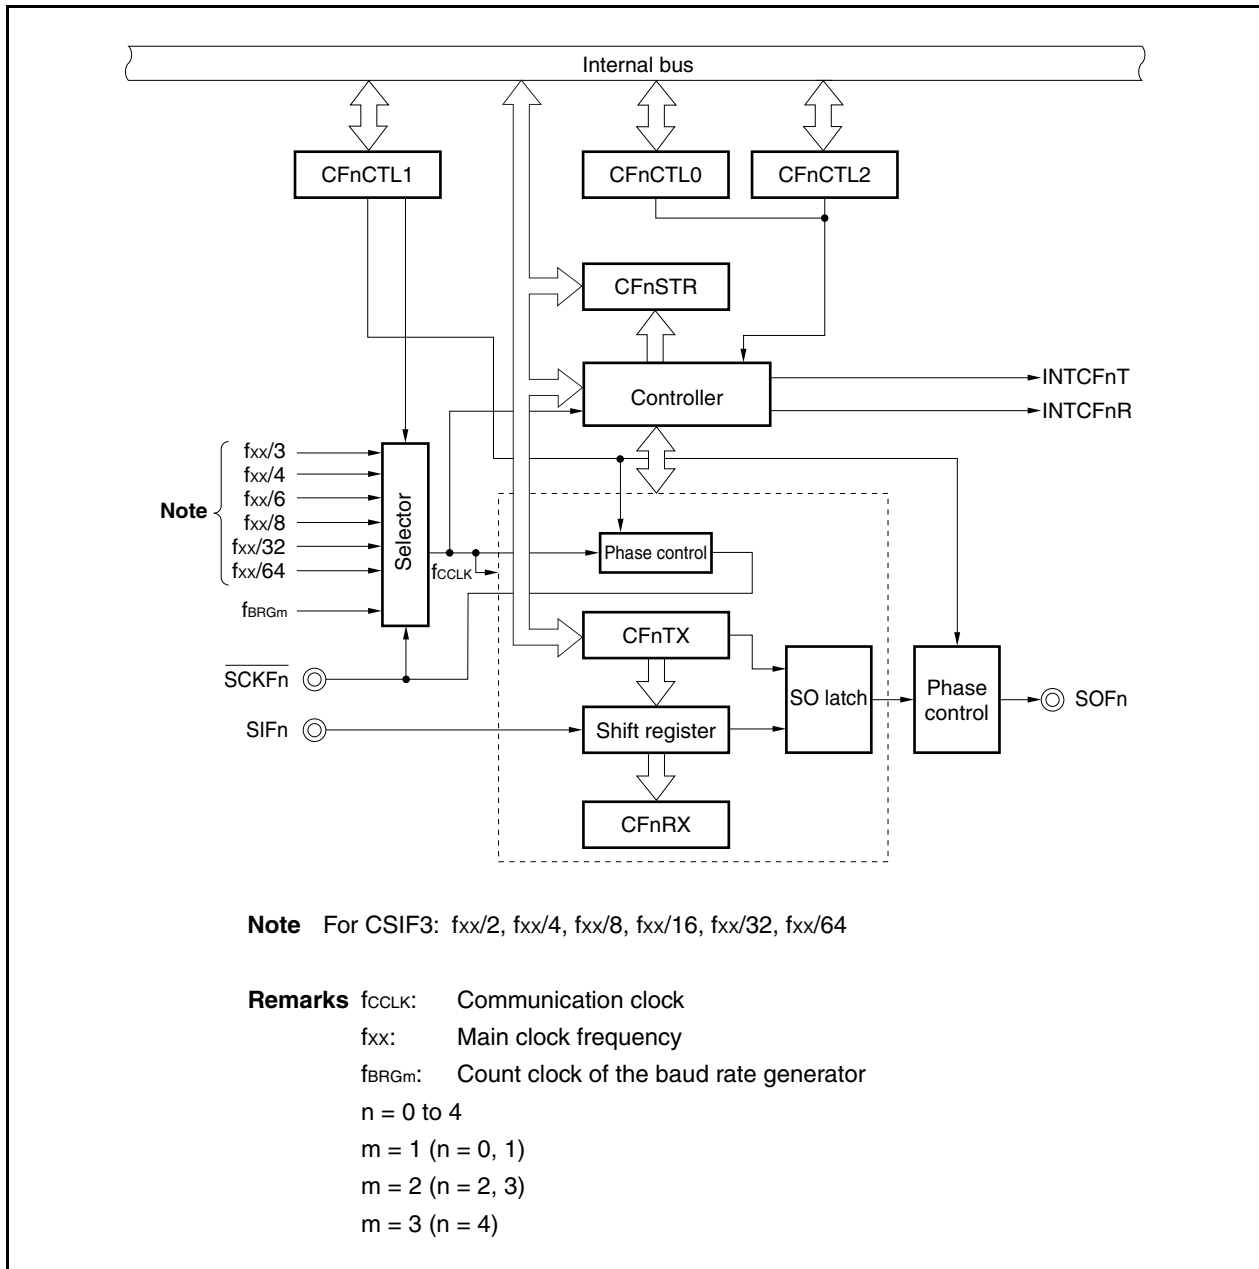 Internal bus
CFnCTL1
CFnCTL0
CFnCTL2
CFnSTR
Controller
INTCFnT
INTCFnR
Note
fxx/3
fxx/4
fxx/6
fxx/8
fxx/32
fxx/64
fBRGm
Selector
fCCLK
Phase control
SCKFn
SIFn
CFnTX
Shift register
CFnRX
SO latch
Phase
control
SOFn
Note For CSIF3: fxx/2, fxx/4, fxx/8, fxx/16, fxx/32, fxx/64
Remarks fCCLK: Communication clock
fxx: Main clock frequency
fBRGm: Count clock of the baud rate generator
n = 0 to 4
m = 1 (n = 0, 1)
m = 2 (n = 2, 3)
m = 3 (n = 4)